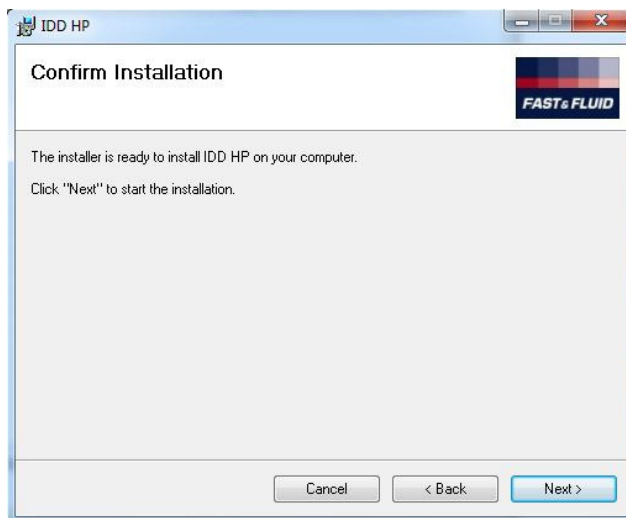 IDD HP
Confirm Installation
FAST & FLUID
The installer is ready to install IDD HP on your computer.
Click "Next" to start the installation.
Cancel
< Back
Next >